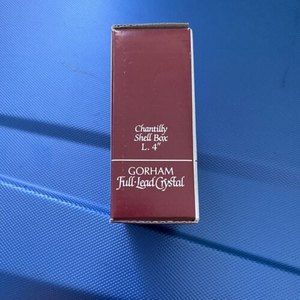 Chantilly
Shell Box
L. 4"
GORHAM
Full-Lead Crystal